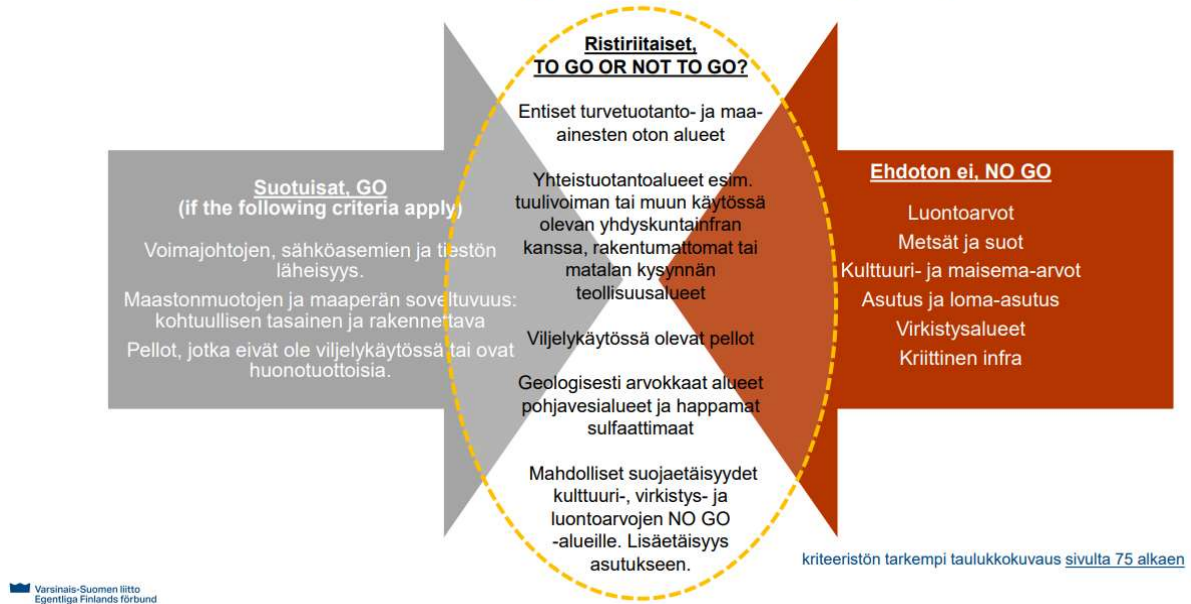 Suotuisat, GO
(if the following criteria apply)
Voimajohtojen, sähköasemien ja tiestön
läheisyys.
Maastonmuotojen ja maaperän soveltuvuus:
kohtuullisen tasainen ja rakennettava
Pellot, jotka eivät ole viljelykäytössä tai ovat
huonotuottoisia.
Ristiriitaiset,
TO GO OR NOT TO GO?
Entiset turvetuotanto- ja maa-
ainesten oton alueet
Yhteistuotantoalueet esim.
tuulivoiman tai muun käytössä
olevan yhdyskuntainfran
kanssa, rakentumattomat tai
matalan kysynnän
teollisuusalueet
Viljelykäytössä olevat pellot
Geologisesti arvokkaat alueet
pohjavesialueet ja happamat
sulfaattimaat
Mahdolliset suojaetäisyydet
kulttuuri-, virkistys- ja
luontoarvojen NO GO
-alueille. Lisäetäisyys
asutukseen.
Ehdoton ei, NO GO
Luontoarvot
Metsät ja suot
Kulttuuri- ja maisema-arvot
Asutus ja loma-asutus
Virkistysalueet
Kriittinen infra
kriteeristön tarkempi taulukkokuvaus sivulta 75 alkaen
Varsinais-Suomen liitto
Egentliga Finlands förbund